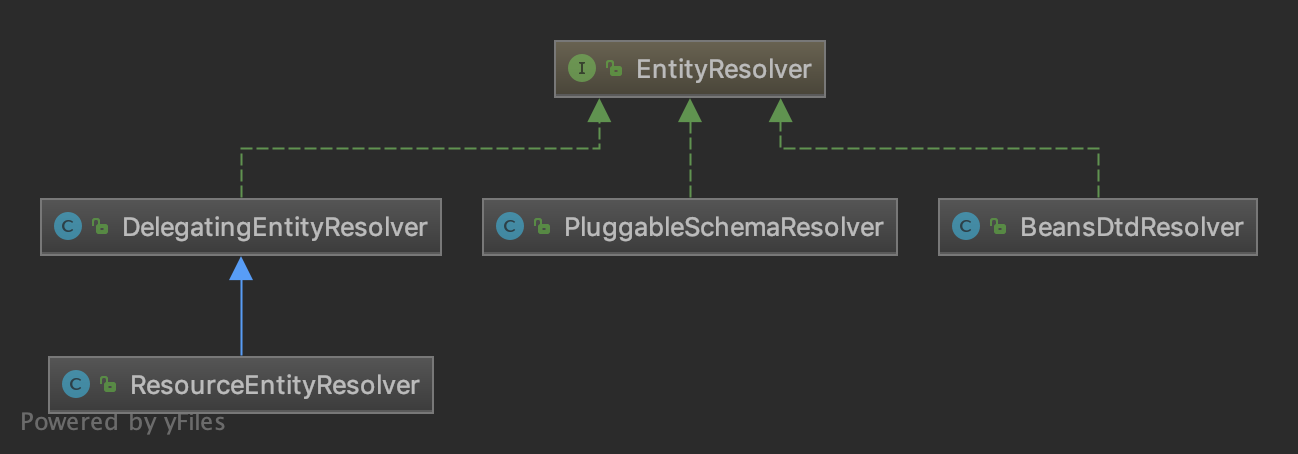 I EntityResolver
C DelegatingEntityResolver
C PluggableSchemaResolver
C BeansDtdResolver
C ResourceEntityResolver
Powered by yFiles